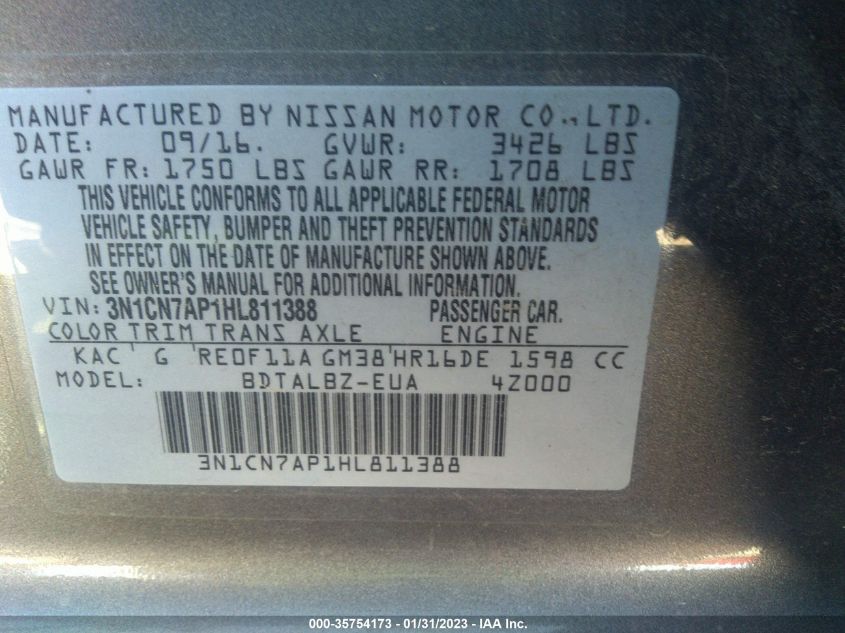 MANUFACTURED BY NISSAN MOTOR CO., LTD.
DATE: 09/16. GVWR: 3426 LBS
GAWR FR: 1750 LBS GAWR RR: 1708 LBS
THIS VEHICLE CONFORMS TO ALL APPLICABLE FEDERAL MOTOR
VEHICLE SAFETY, BUMPER AND THEFT PREVENTION STANDARDS
IN EFFECT ON THE DATE OF MANUFACTURE SHOWN ABOVE.
SEE OWNER'S MANUAL FOR ADDITIONAL INFORMATION.
VIN: 3N1CN7AP1HL811388 PASSENGER CAR.
COLOR TRIM TRANS AXLE ENGINE
KAC G RE0F11A GM38 HR16DE 1598 CC
MODEL: BDTALBZ-EUA 4Z000
3N1CN7AP1HL811388
000-35754173 - 01/31/2023 - IAA Inc.